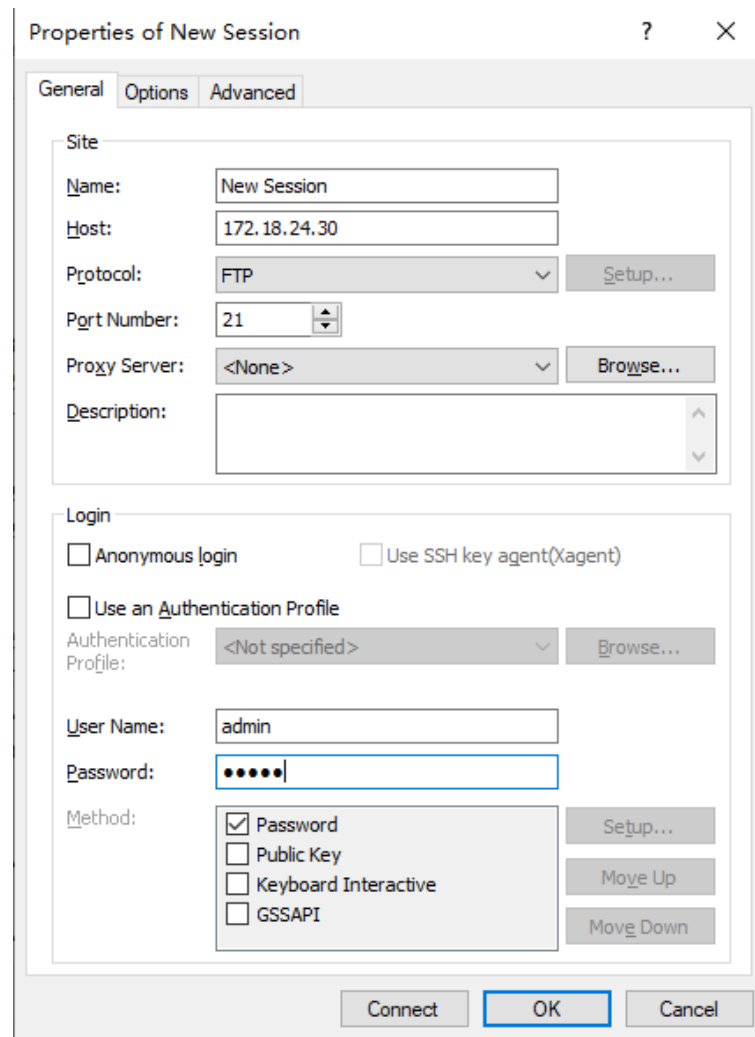 Properties of New Session ?
General Options Advanced
Site
Name: New Session
Host: 172.18.24.30
Protocol: FTP Setup...
Port Number: 21
Proxy Server: <None> Browse...
Description:
Login
Anonymous login Use SSH key agent(Xagent)
Use an Authentication Profile
Authentication Profile: <Not specified> Browse...
User Name: admin
Password: •••••
Method: Password Setup...
Public Key
Keyboard Interactive Move Up
GSSAPI Move Down
Connect OK Cancel